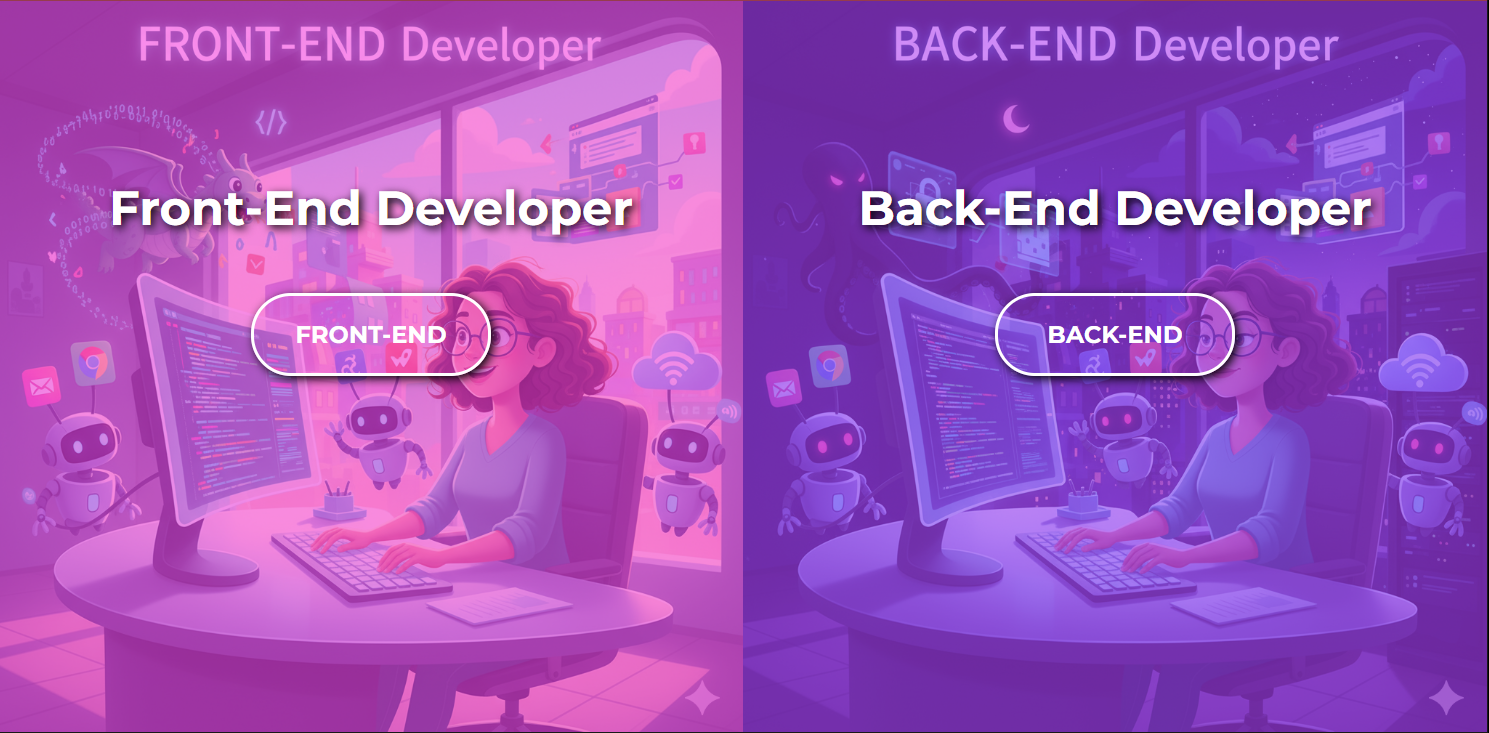 FRONT-END Developer
</>
Front-End Developer
FRONT-END
BACK-END Developer
Back-End Developer
BACK-END